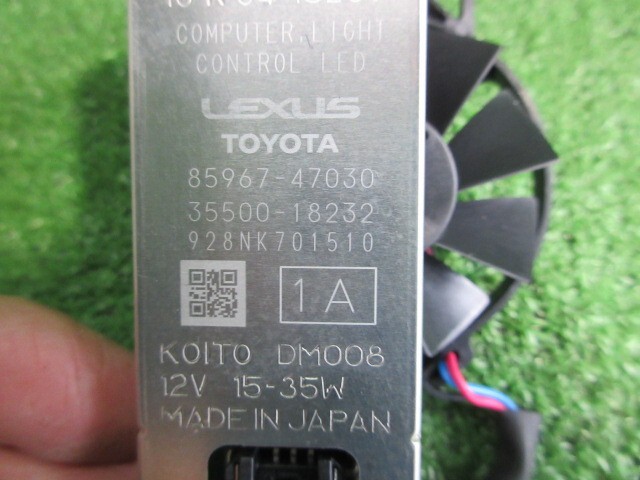 COMPUTER, LIGHT
CONTROL LED
LEXUS
TOYOTA
85967-47030
35500-18232
928NK701510
1A
KOITO DM008
12V 15-35W
MADE IN JAPAN